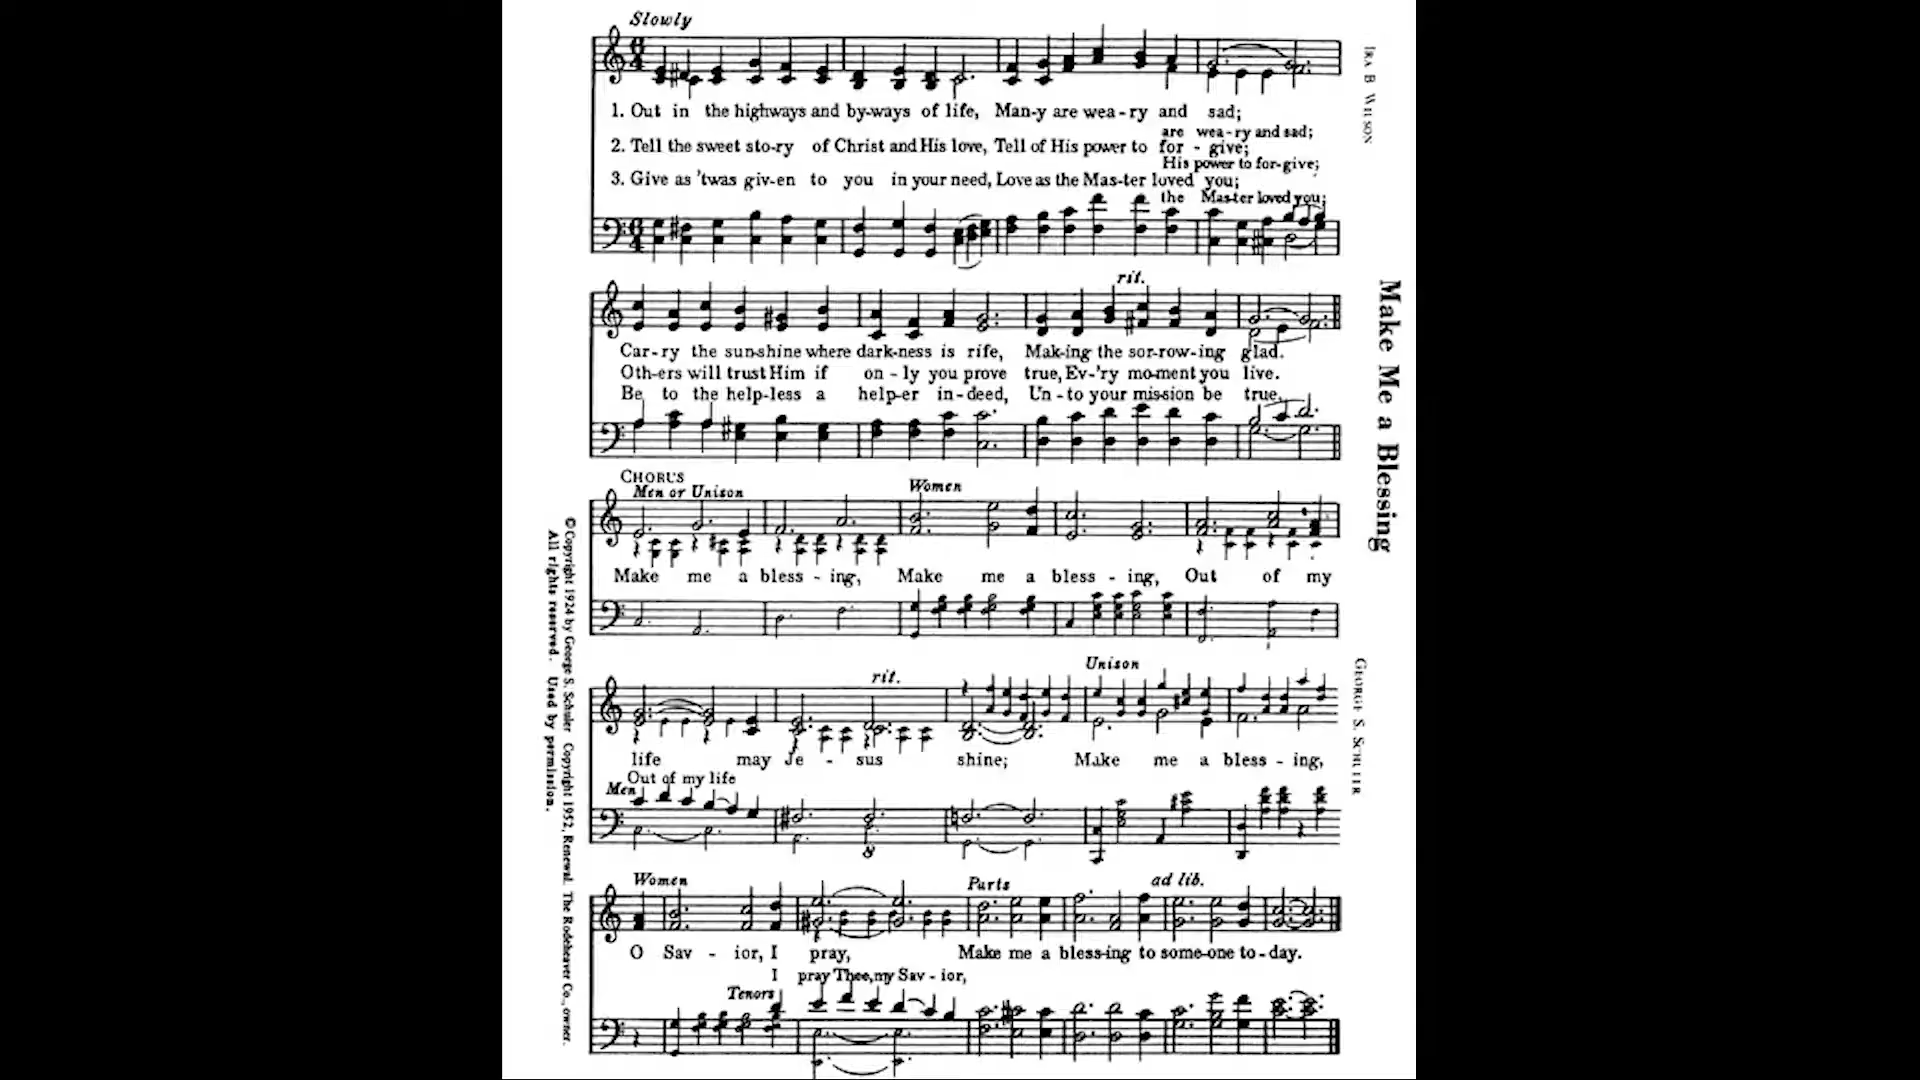 Make Me a Blessing
IRA B WILSON
GEORGE S. SCHULER
Slowly
1. Out in the highways and by-ways of life, Man-y are wea-ry and sad;
are wea-ry and sad;
2. Tell the sweet sto-ry of Christ and His love, Tell of His power to for - give;
His power to for-give;
3. Give as 'twas giv-en to you in your need, Love as the Mas-ter loved you;
the Mas-ter loved you;
rit.
Car-ry the sun-shine where dark-ness is rife, Mak-ing the sor-row-ing glad.
Oth-ers will trust Him if on - ly you prove true, Ev-'ry mo-ment you live.
Be to the help-less a help-er in-deed, Un-to your mission be true.
CHORUS
Men or Unison
Women
Make me a bless - ing, Make me a bless - ing, Out of my
rit.
Unison
life may Je - sus shine; Make me a bless - ing,
Out of my life
Men
Women
Parts
ad lib.
O Sav - ior, I pray, Make me a bless-ing to some-one to-day.
I pray Thee, my Sav - ior,
Tenors
© Copyright 1924 by George S. Schuler Copyright 1952, Renewal. The Rodeheaver Co., owner.
All rights reserved. Used by permission.